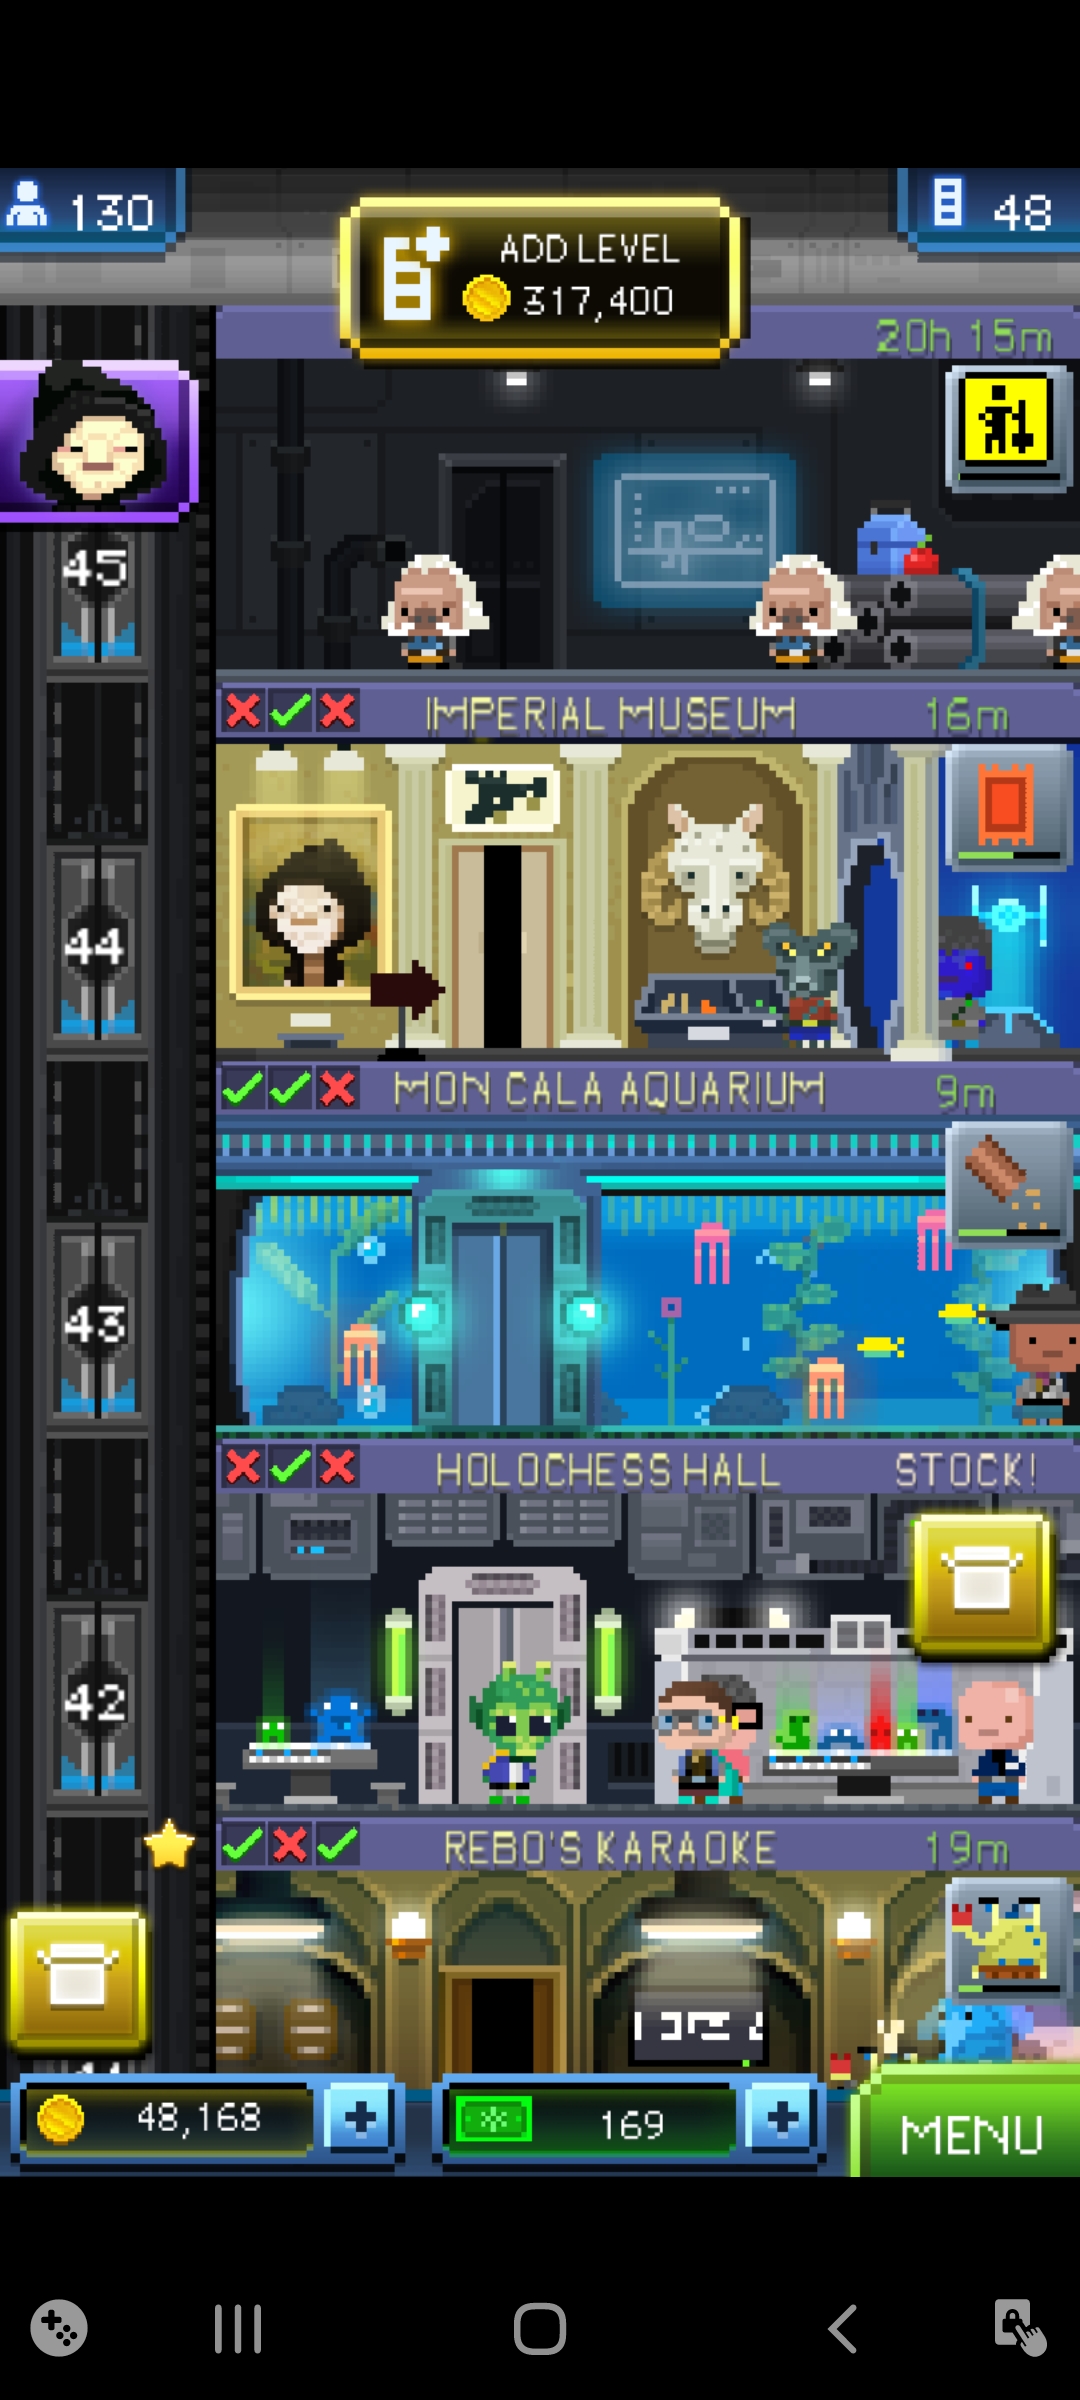 130
ADD LEVEL
317,400
48
20h 15m
45
IMPERIAL MUSEUM 16m
44
MON CALA AQUARIUM 9m
43
HOLOCHESS HALL STOCK!
42
REBO'S KARAOKE 19m
48,168
169
MENU